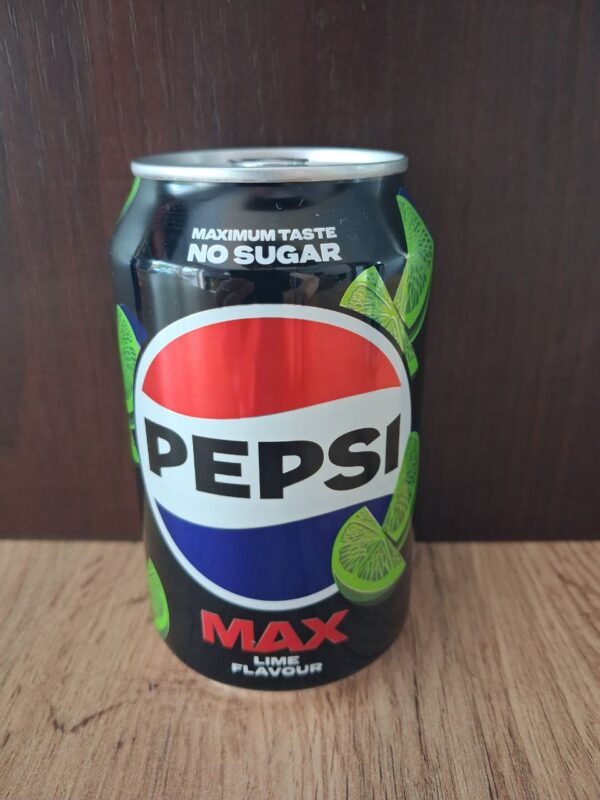 MAXIMUM TASTE
NO SUGAR
PEPSI
MAX
LIME
FLAVOUR